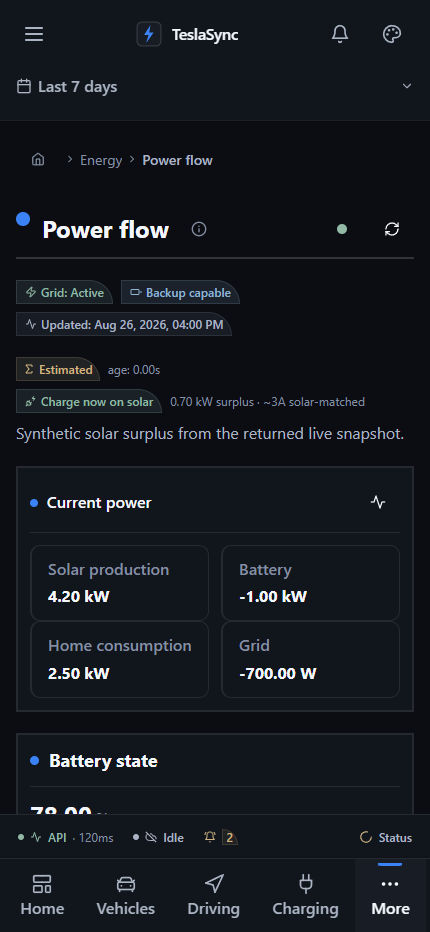 TeslaSync
Last 7 days
Energy > Power flow
Power flow
Grid: Active
Backup capable
Updated: Aug 26, 2026, 04:00 PM
Estimated age: 0.00s
Charge now on solar 0.70 kW surplus · ~3A solar-matched
Synthetic solar surplus from the returned live snapshot.
Current power
Solar production
4.20 kW
Battery
-1.00 kW
Home consumption
2.50 kW
Grid
-700.00 W
Battery state
78.00 %
API · 120ms
Idle
2
Status
Home
Vehicles
Driving
Charging
More